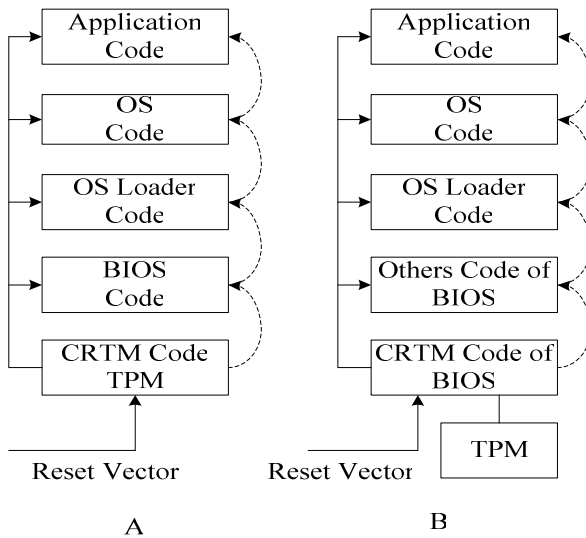 Application
Code
OS
Code
OS Loader
Code
BIOS
Code
CRTM Code
TPM
Reset Vector
A
Application
Code
OS
Code
OS Loader
Code
Others Code of
BIOS
CRTM Code of
BIOS
TPM
Reset Vector
B